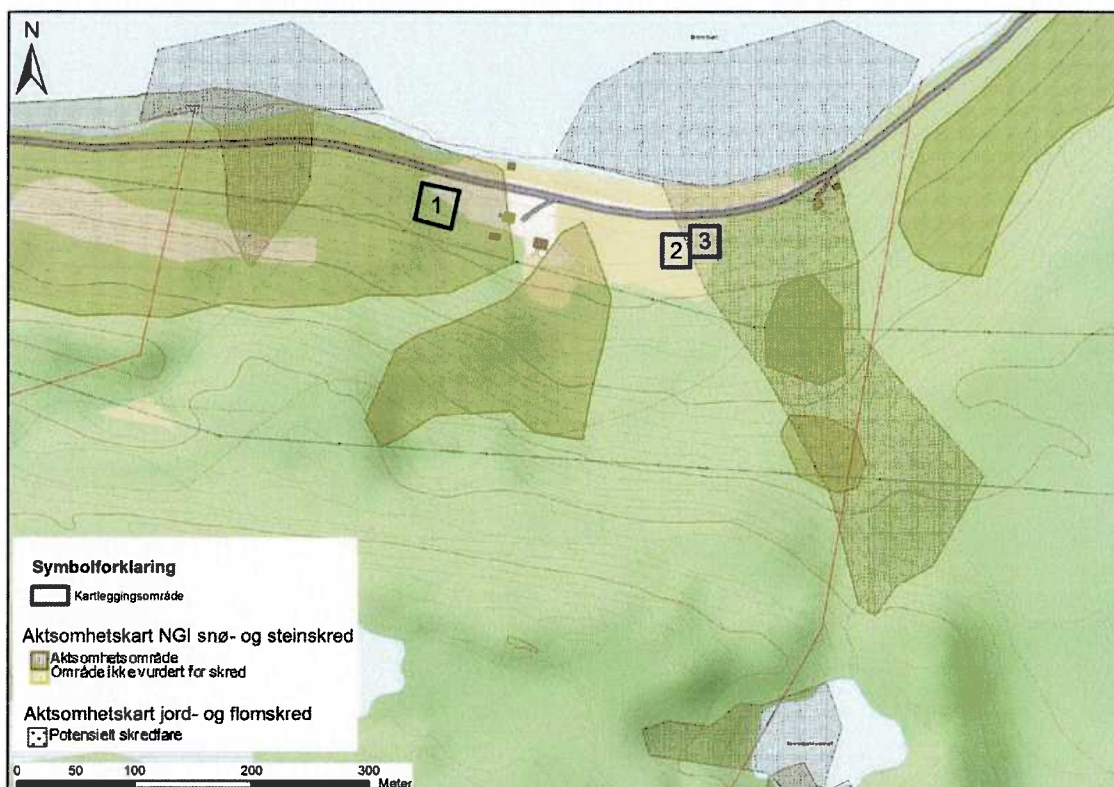 N
1
2
3
Symbolforklaring
Kartleggingsområde
Aktsomhetskart NGI snø- og steinskred
Aktsomhetsområde
Område ikke vurdert for skred
Aktsomhetskart jord- og flomskred
Potensielt skredfare
0 50 100 200 300
Meter